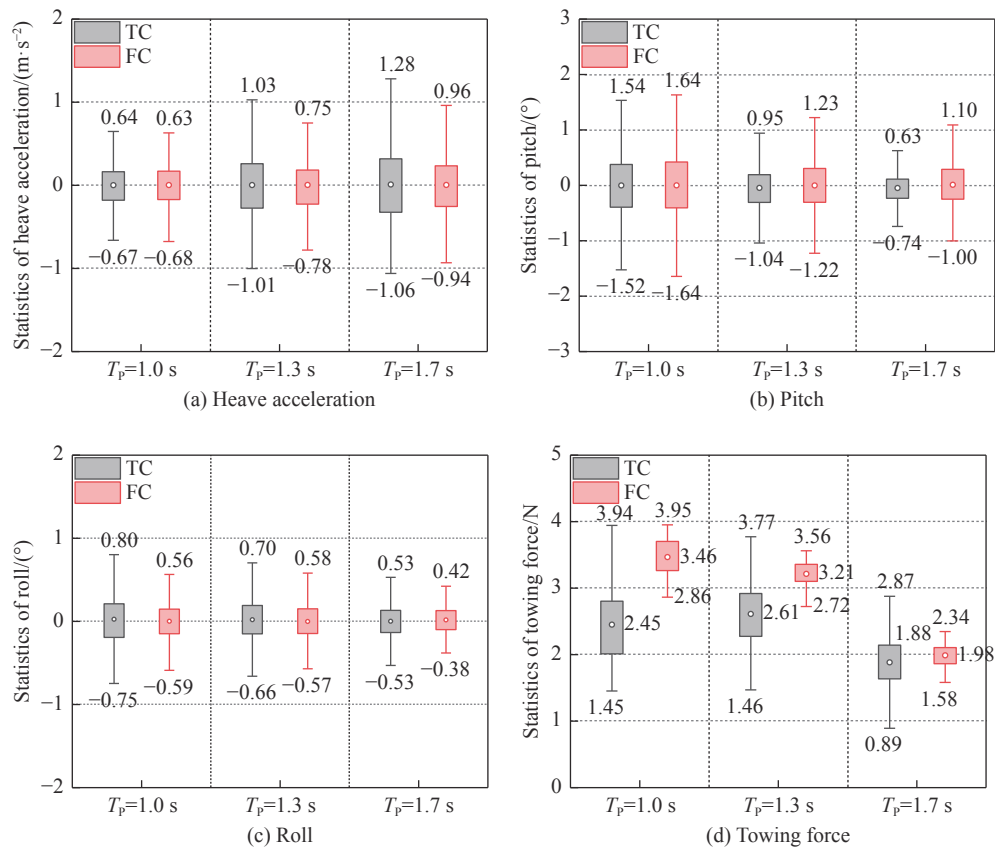 Statistics of heave acceleration/(m·s⁻²)
2
1
0
−1
−2
TC
FC
0.64
0.63
1.03
0.75
1.28
0.96
−0.67
−0.68
−1.01
−0.78
−1.06
−0.94
T_P=1.0 s
T_P=1.3 s
T_P=1.7 s
(a) Heave acceleration
Statistics of pitch/(°)
3
2
1
0
−1
−2
−3
TC
FC
1.54
1.64
0.95
1.23
0.63
1.10
−1.52
−1.64
−1.04
−1.22
−0.74
−1.00
T_P=1.0 s
T_P=1.3 s
T_P=1.7 s
(b) Pitch
Statistics of roll/(°)
2
1
0
−1
−2
TC
FC
0.80
0.56
0.70
0.58
0.53
0.42
−0.75
−0.59
−0.66
−0.57
−0.53
−0.38
T_P=1.0 s
T_P=1.3 s
T_P=1.7 s
(c) Roll
Statistics of towing force/N
5
4
3
2
1
0
TC
FC
3.94
3.95
3.77
3.56
2.87
2.34
2.45
3.46
2.61
3.21
1.88
1.98
1.45
2.86
1.46
2.72
0.89
1.58
T_P=1.0 s
T_P=1.3 s
T_P=1.7 s
(d) Towing force